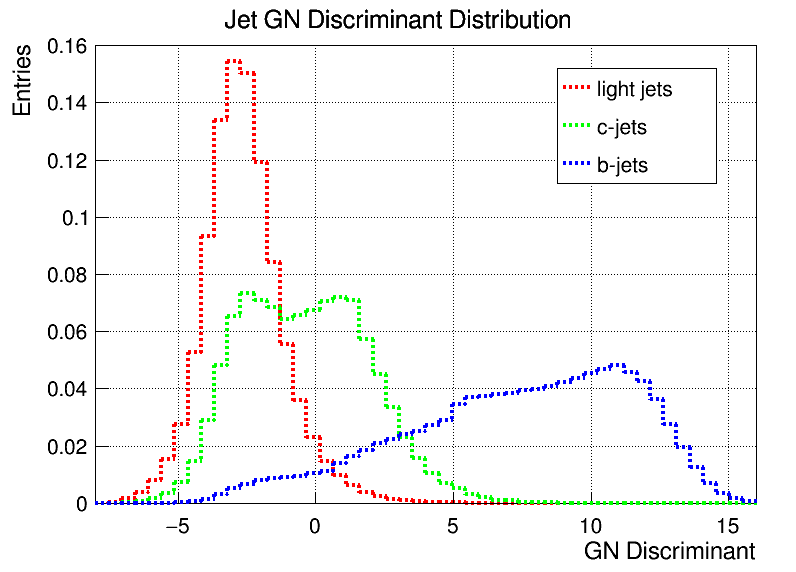 Jet GN Discriminant Distribution
Entries
0.16
0.14
0.12
0.1
0.08
0.06
0.04
0.02
0
light jets
c-jets
b-jets
−5 0 5 10 15
GN Discriminant